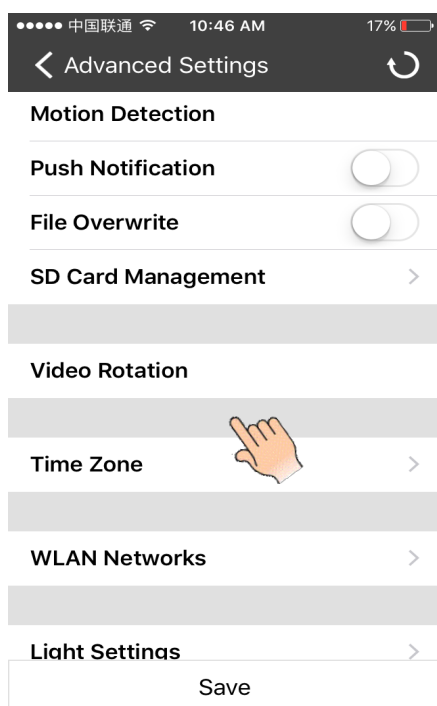 中国联通 10:46 AM 17%
Advanced Settings
Motion Detection
Push Notification
File Overwrite
SD Card Management
Video Rotation
Time Zone
WLAN Networks
Light Settings
Save